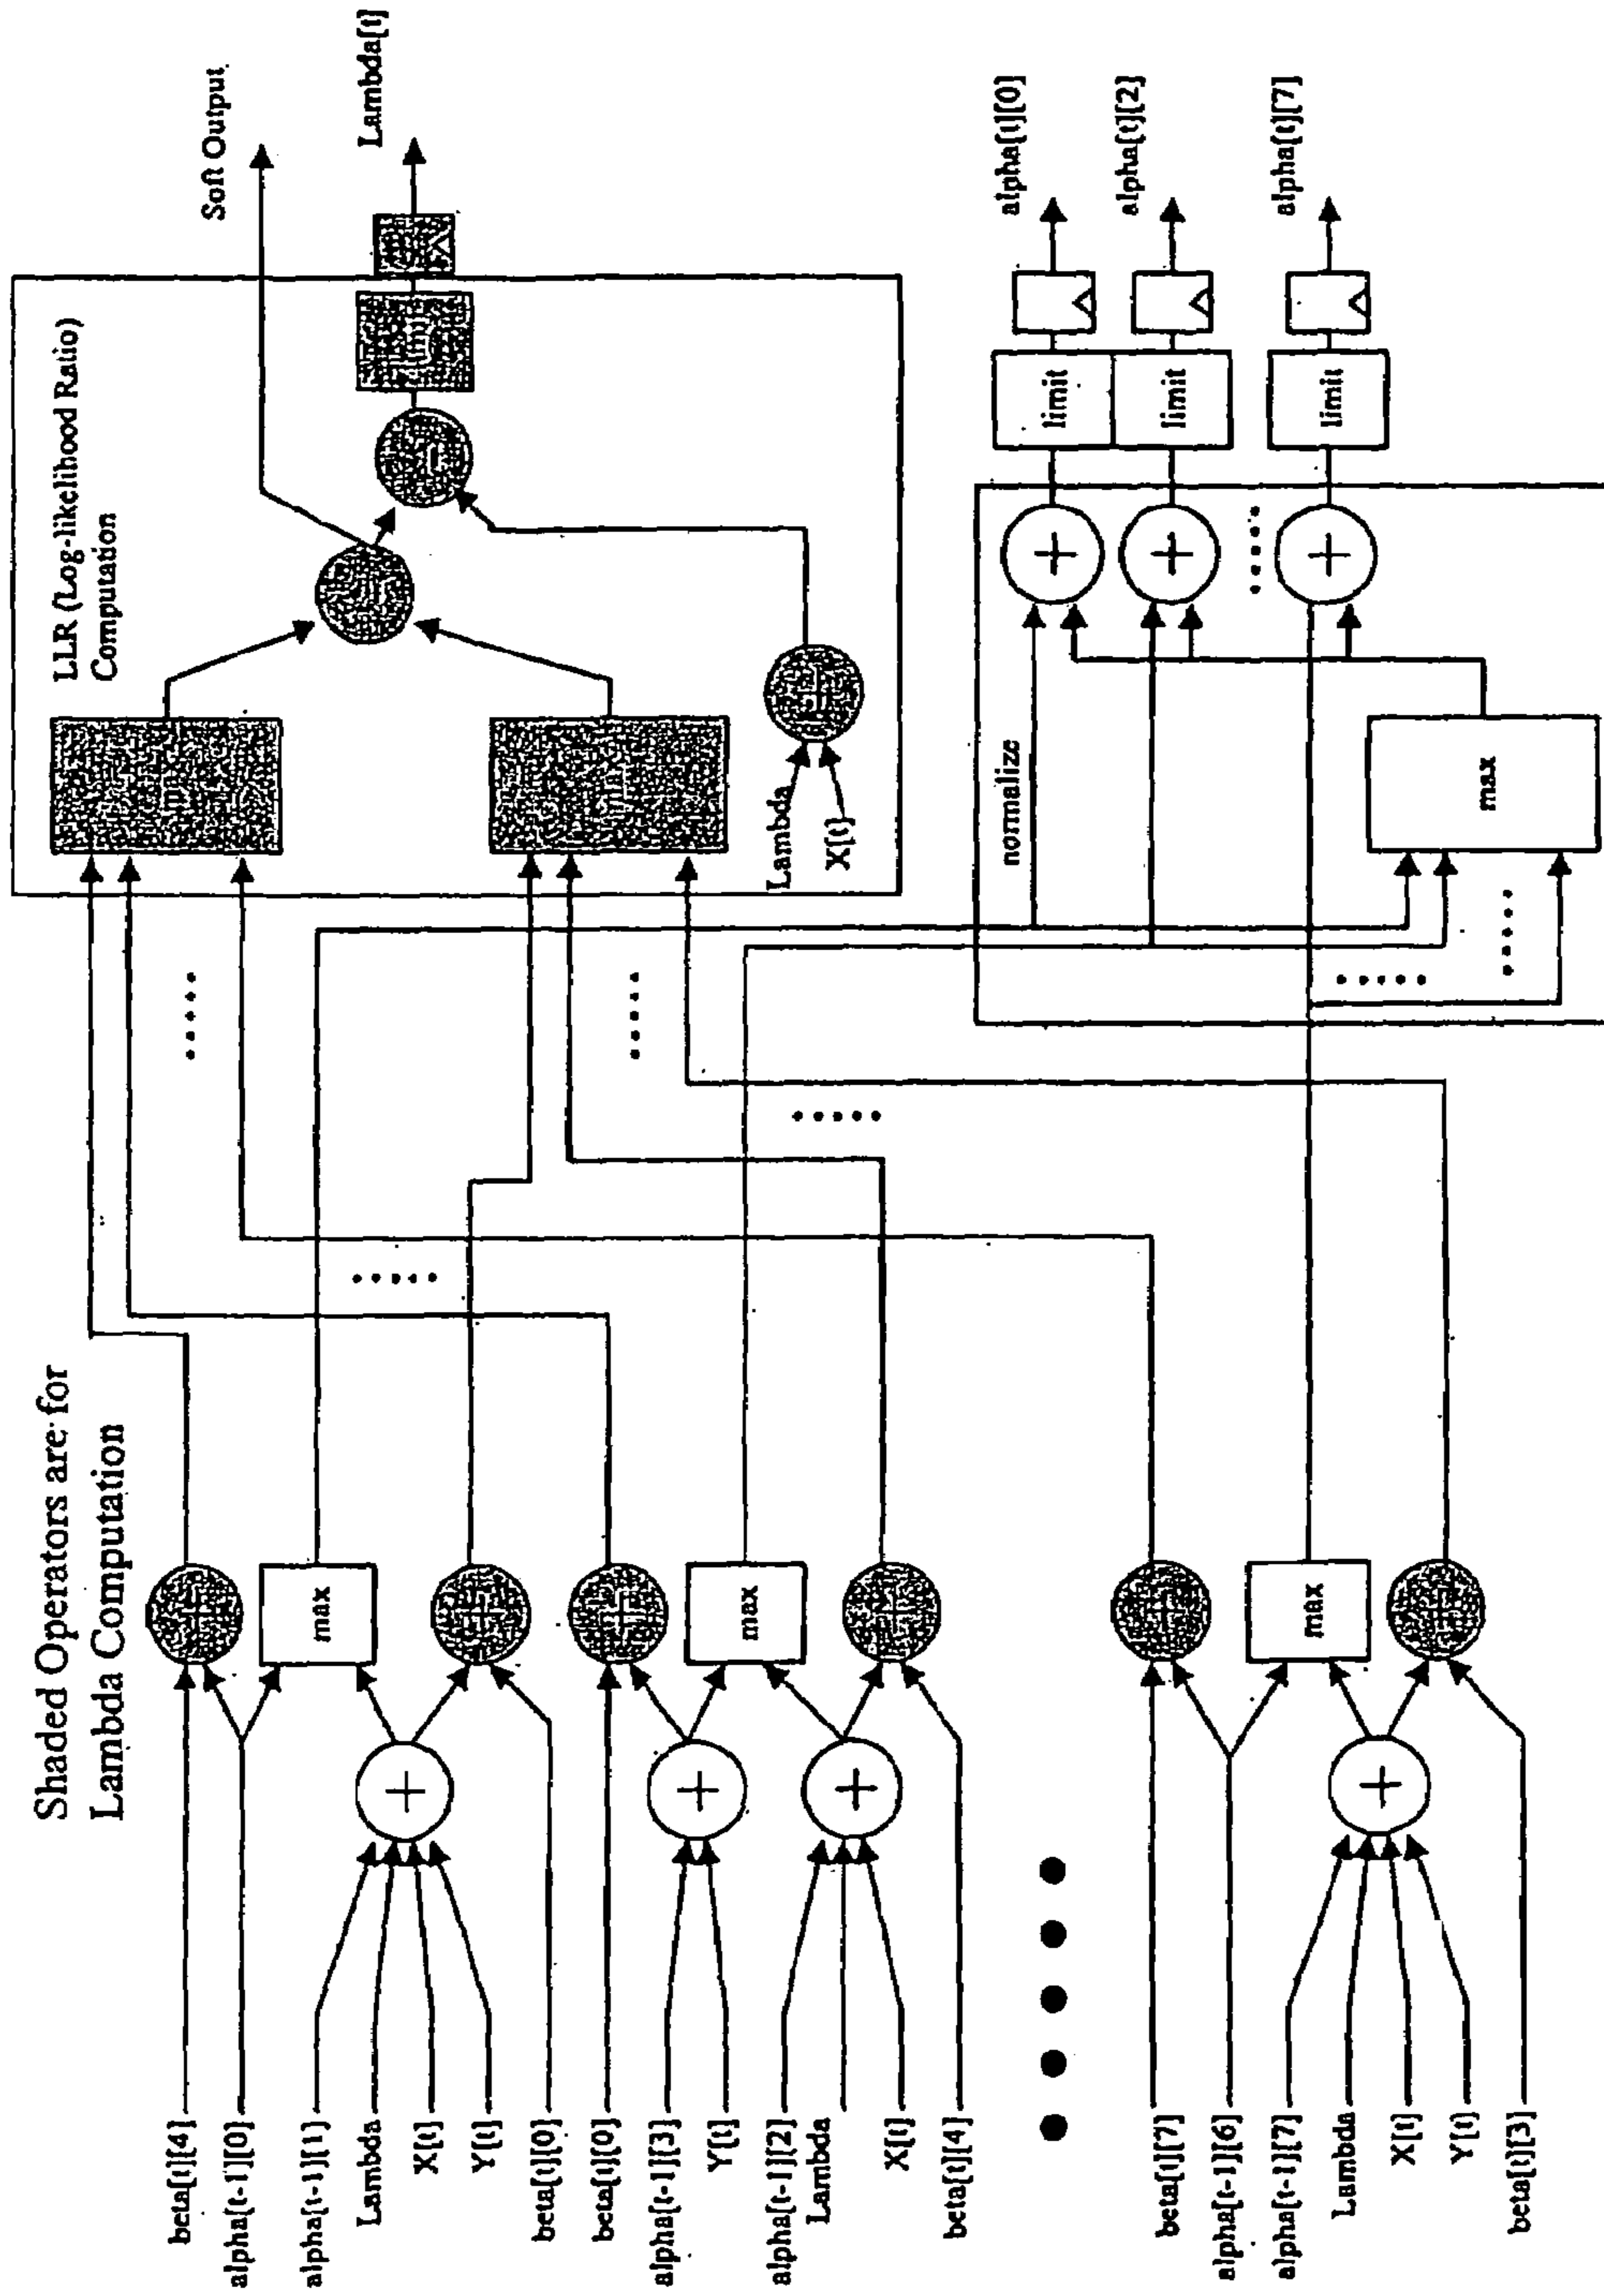 Shaded Operators are for
Lambda Computation
beta[t][4]
alpha[t-1][0]
alpha[t-1][1]
Lambda
X[t]
Y[t]
beta[t][0]
beta[t][0]
alpha[t-1][3]
Y[t]
alpha[t-1][2]
Lambda
X[t]
beta[t][4]
beta[t][7]
alpha[t-1][6]
alpha[t-1][7]
Lambda
X[t]
Y[t]
beta[t][3]
+
max
+
+
+
+
max
+
+
+
+
max
+
+
LLR (Log-likelihood Ratio)
Computation
max
Lambda
X[t]
+
Soft Output
Lambda[t]
normalize
max
+
+
+
limit
limit
limit
alpha[t][0]
alpha[t][2]
alpha[t][7]